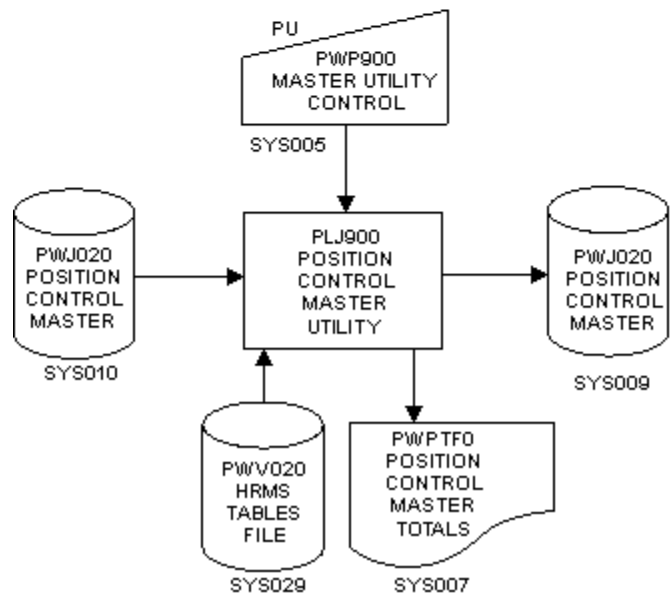 PU
PWP900
MASTER UTILITY
CONTROL
SYS005
PWJ020
POSITION
CONTROL
MASTER
SYS010
PLJ900
POSITION
CONTROL
MASTER
UTILITY
PWJ020
POSITION
CONTROL
MASTER
SYS009
PWV020
HRMS
TABLES
FILE
SYS029
PWPTF0
POSITION
CONTROL
MASTER
TOTALS
SYS007